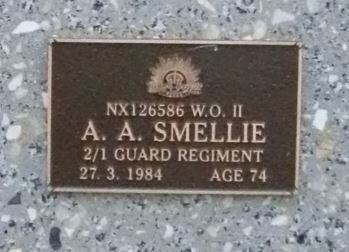 NX126586 W.O. II
A. A. SMELLIE
2/1 GUARD REGIMENT
27. 3. 1984 AGE 74